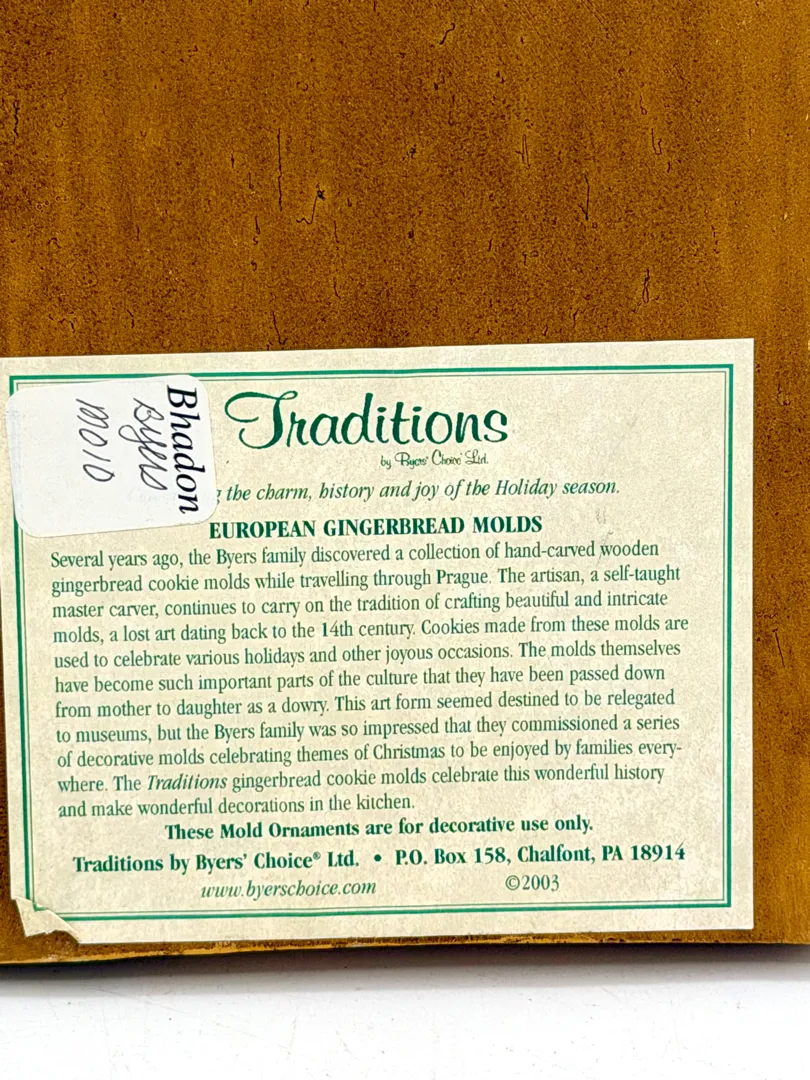 Bhadon
Byers
Traditions
by Byers' Choice Ltd.
the charm, history and joy of the Holiday season.
EUROPEAN GINGERBREAD MOLDS
Several years ago, the Byers family discovered a collection of hand-carved wooden
gingerbread cookie molds while travelling through Prague. The artisan, a self-taught
master carver, continues to carry on the tradition of crafting beautiful and intricate
molds, a lost art dating back to the 14th century. Cookies made from these molds are
used to celebrate various holidays and other joyous occasions. The molds themselves
have become such important parts of the culture that they have been passed down
from mother to daughter as a dowry. This art form seemed destined to be relegated
to museums, but the Byers family was so impressed that they commissioned a series
of decorative molds celebrating themes of Christmas to be enjoyed by families every-
where. The Traditions gingerbread cookie molds celebrate this wonderful history
and make wonderful decorations in the kitchen.
These Mold Ornaments are for decorative use only.
Traditions by Byers' Choice® Ltd. • P.O. Box 158, Chalfont, PA 18914
www.byerschoice.com ©2003